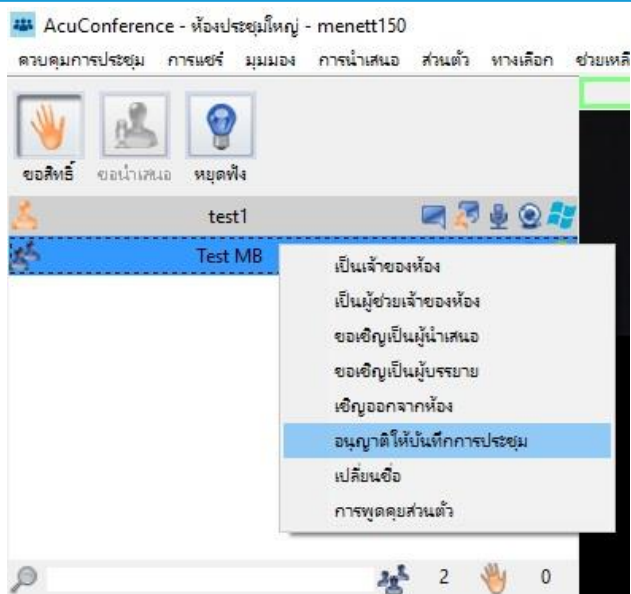 AcuConference - ห้องประชุมใหญ่ - menett150
ควบคุมการประชุม การแชร์ มุมมอง การนำเสนอ ส่วนตัว ทางเลือก
ขอสิทธิ์ ขอนำเสนอ หยุดฟัง
test1
Test MB
เป็นเจ้าของห้อง
เป็นผู้ช่วยเจ้าของห้อง
ขอเชิญเป็นผู้นำเสนอ
ขอเชิญเป็นผู้บรรยาย
เชิญออกจากห้อง
อนุญาติให้บันทึกการประชุม
เปลี่ยนชื่อ
การพูดคุยส่วนตัว
2 0